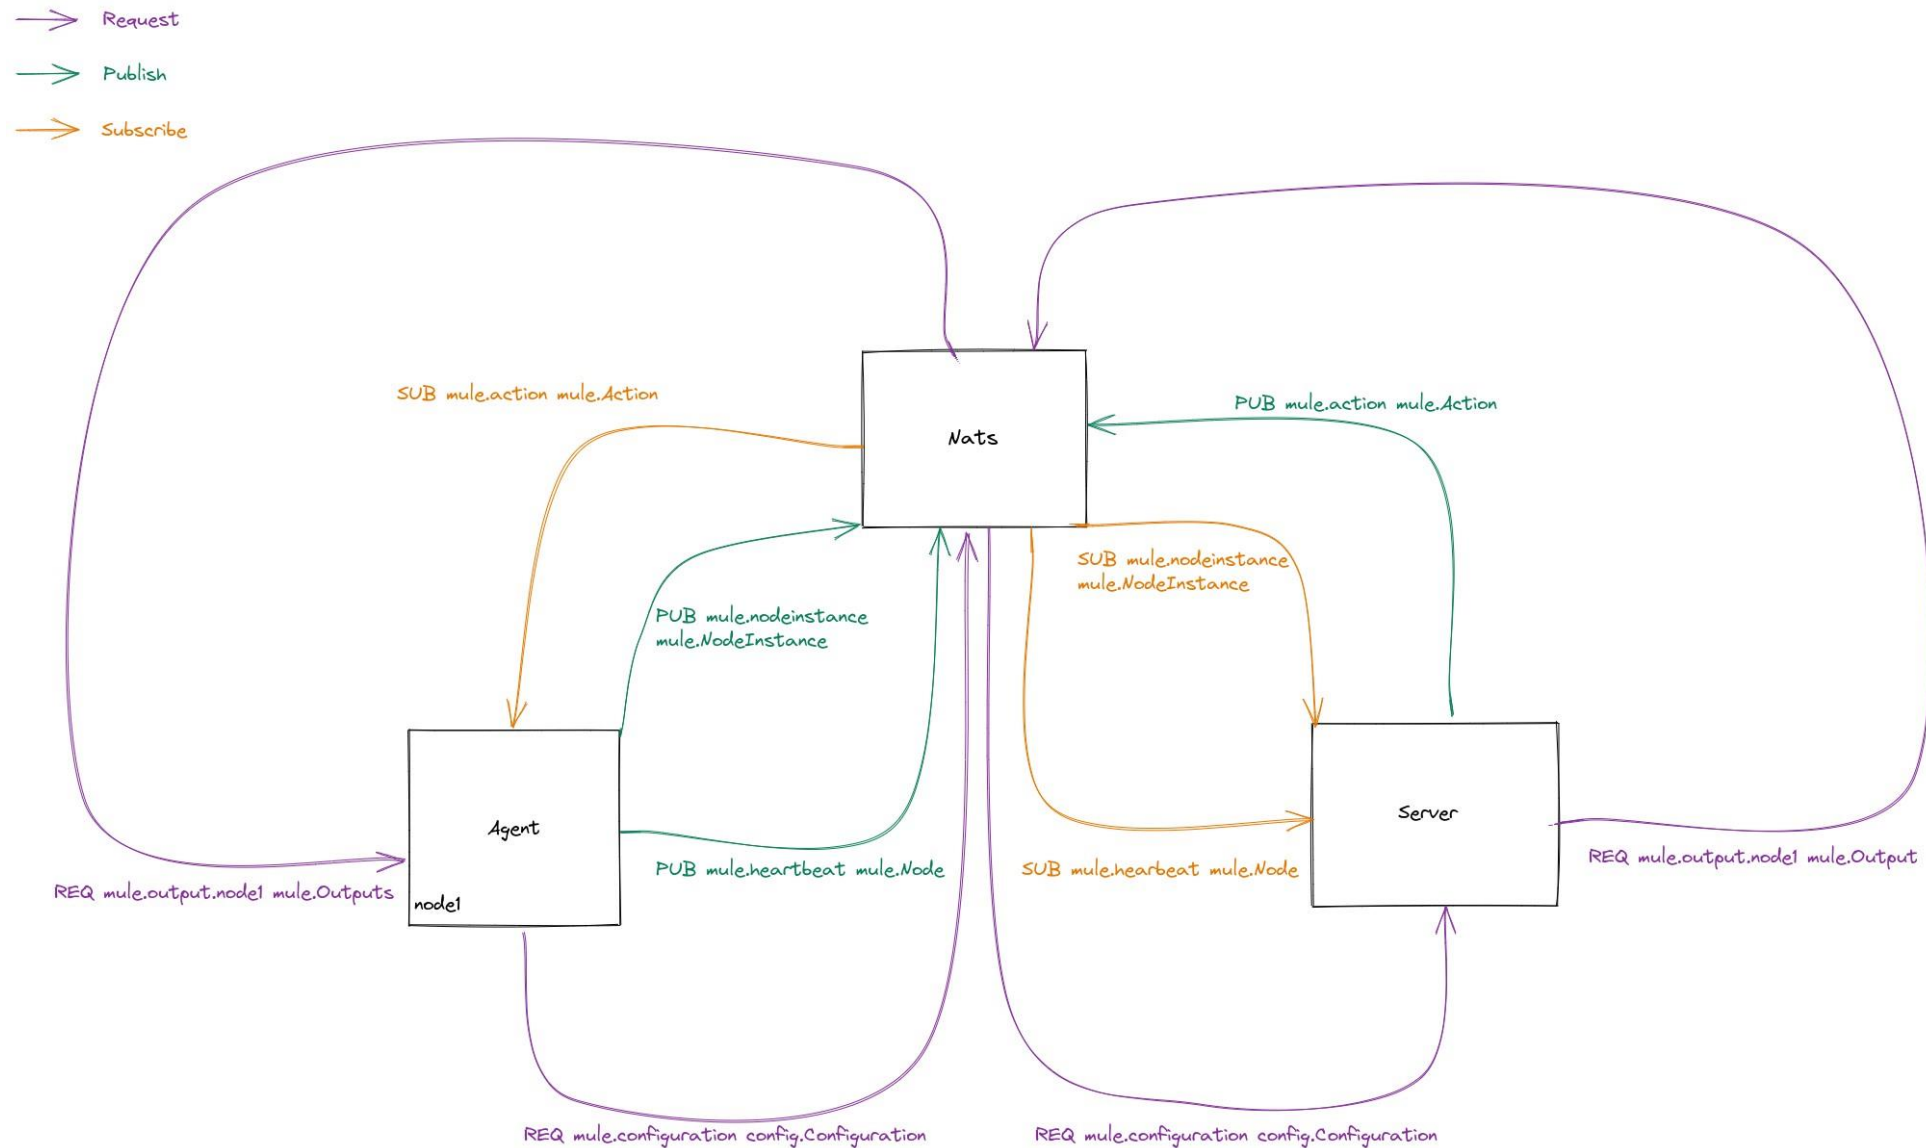 Request
Publish
Subscribe
SUB mule.action mule.Action
PUB mule.action mule.Action
Nats
SUB mule.nodeinstance
mule.NodeInstance
PUB mule.nodeinstance
mule.NodeInstance
Agent
node1
Server
PUB mule.heartbeat mule.Node
SUB mule.hearbeat mule.Node
REQ mule.output.node1 mule.Output
REQ mule.output.node1 mule.Outputs
REQ mule.configuration config.Configuration
REQ mule.configuration config.Configuration